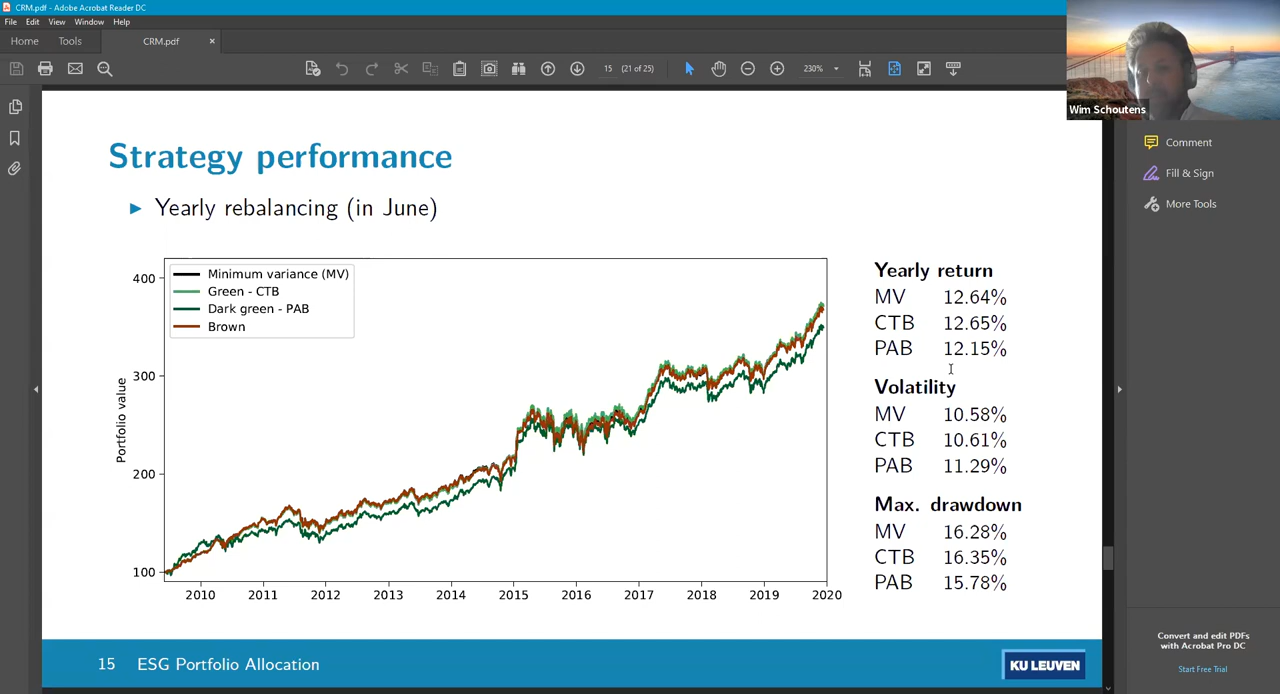 CRM.pdf - Adobe Acrobat Reader DC
File Edit View Window Help
Home Tools CRM.pdf ×
15 (21 of 25) 230%
Wim Schoutens
Comment
Fill & Sign
More Tools
Strategy performance
Yearly rebalancing (in June)
Minimum variance (MV)
Green - CTB
Dark green - PAB
Brown
Portfolio value
400
300
200
100
2010 2011 2012 2013 2014 2015 2016 2017 2018 2019 2020
Yearly return
MV 12.64%
CTB 12.65%
PAB 12.15%
Volatility
MV 10.58%
CTB 10.61%
PAB 11.29%
Max. drawdown
MV 16.28%
CTB 16.35%
PAB 15.78%
15 ESG Portfolio Allocation
KU LEUVEN
Convert and edit PDFs
with Acrobat Pro DC
Start Free Trial